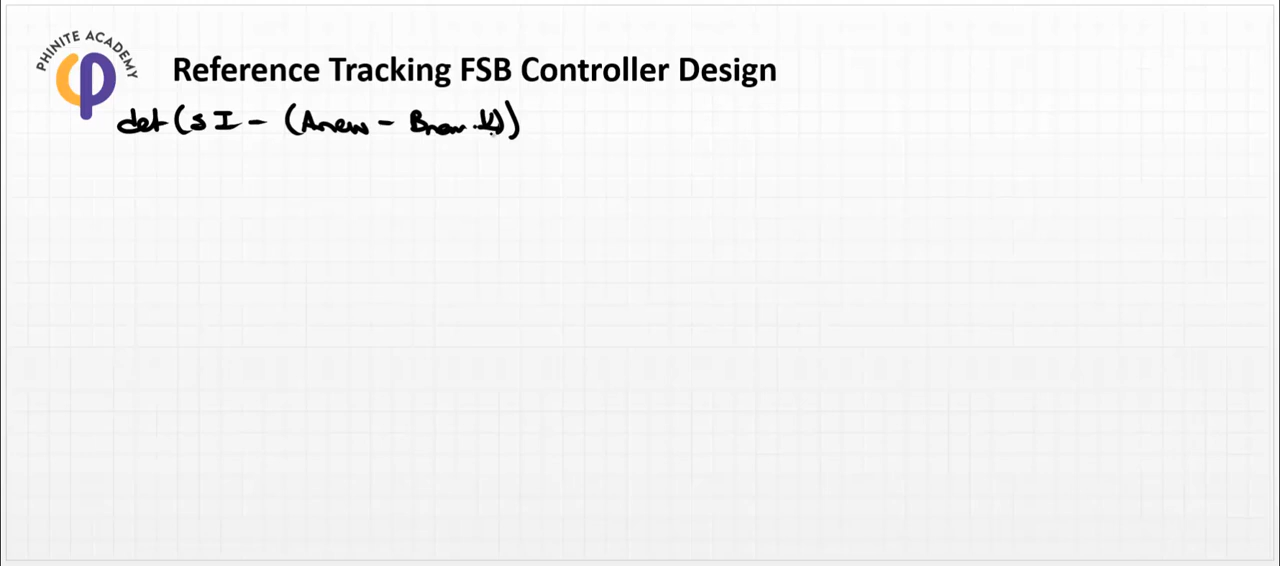 PHINITE ACADEMY
Reference Tracking FSB Controller Design
det (s I - (Anew - Bnew.K))